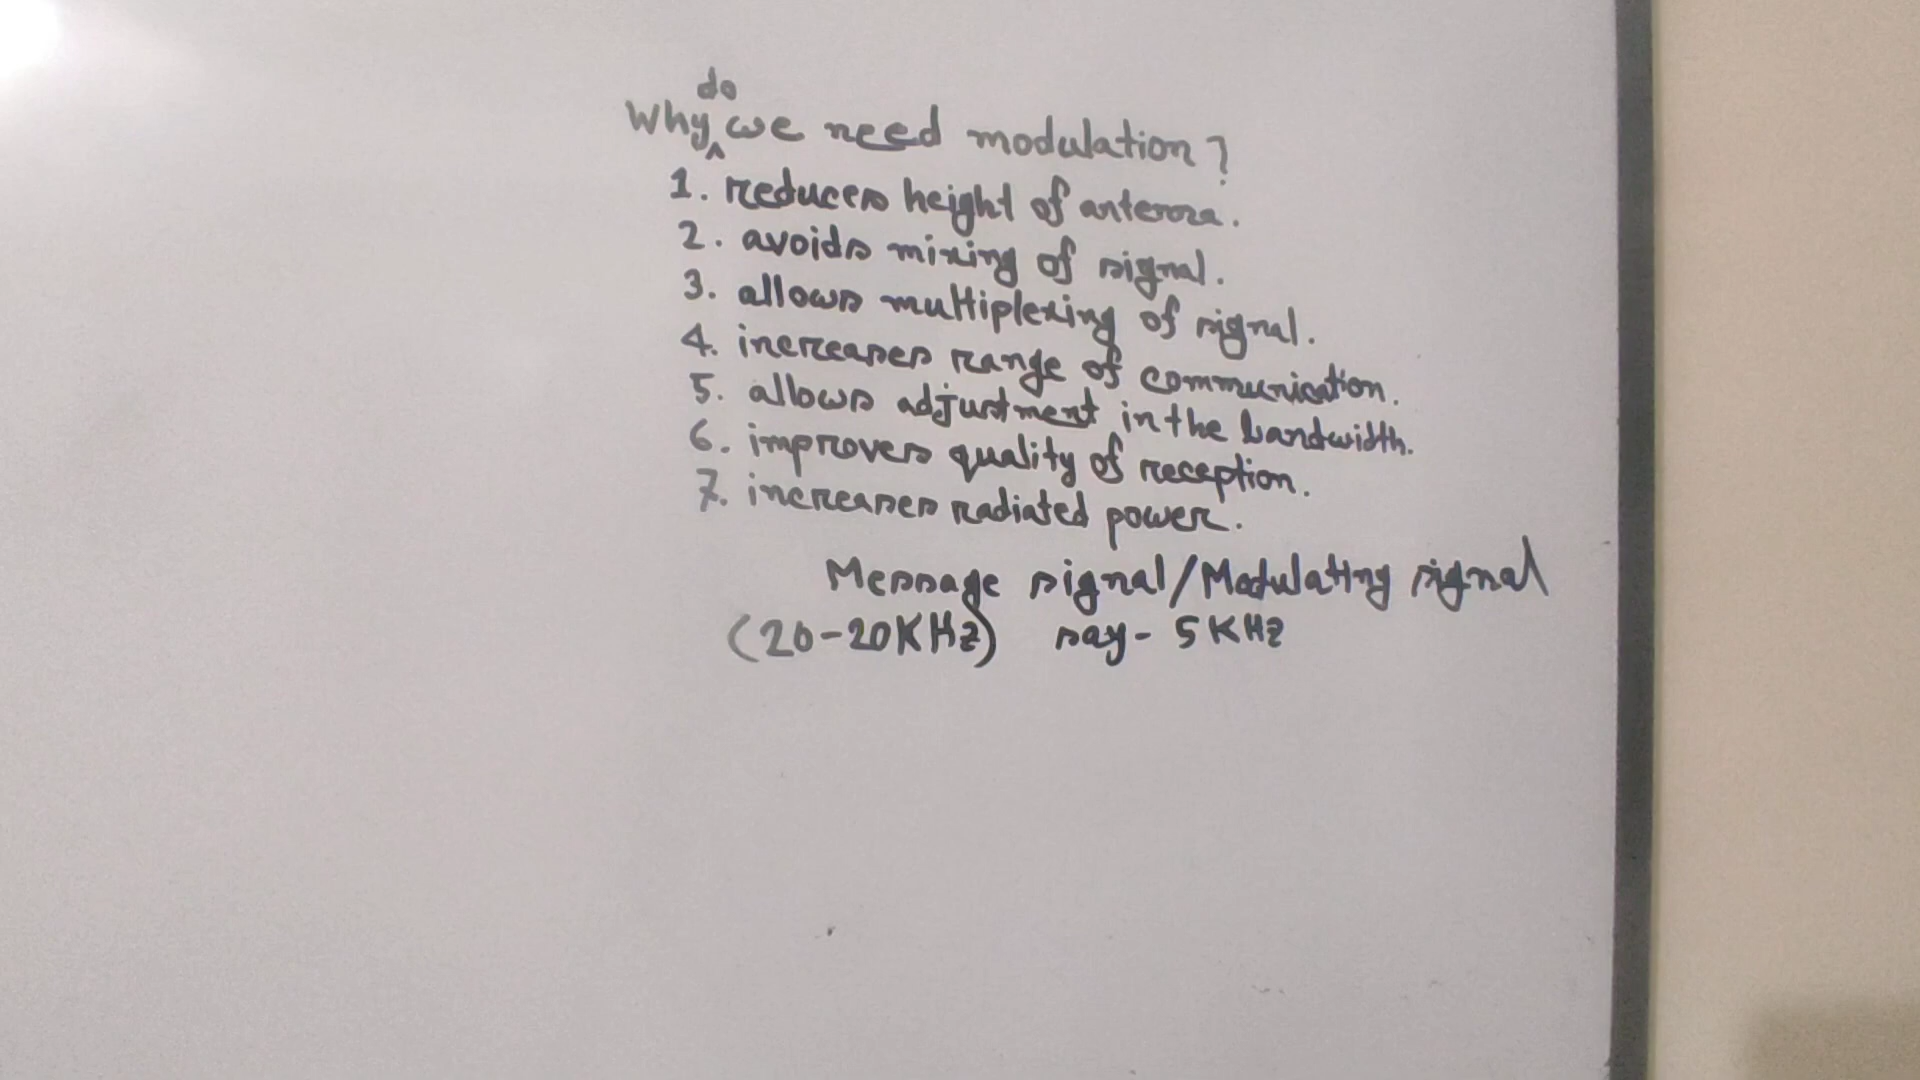 Why do we need modulation?
1. reduces height of antenna.
2. avoids mixing of signal.
3. allows multiplexing of signal.
4. increases range of communication.
5. allows adjustment in the bandwidth.
6. improves quality of reception.
7. increases radiated power.
Message signal/Modulating signal
(20-20KHz) say- 5KHz